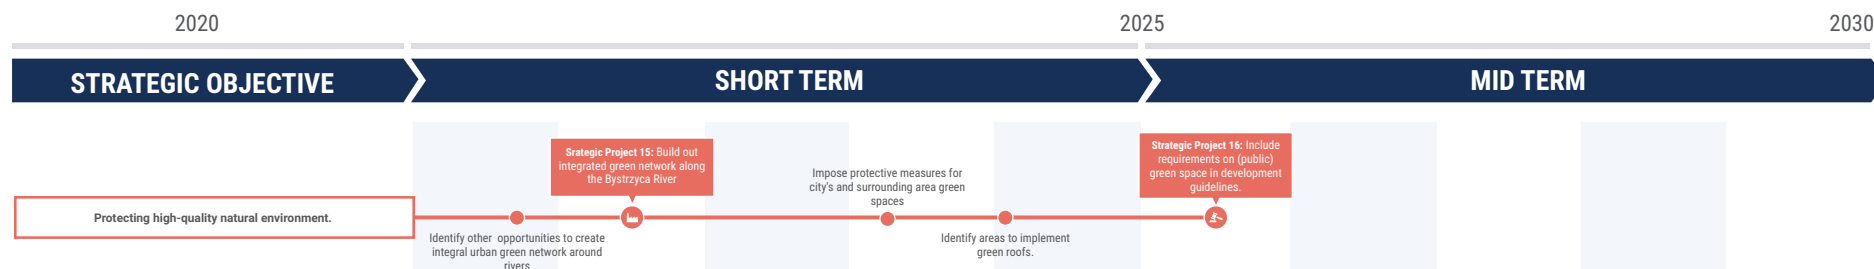 2020
2025
2030
STRATEGIC OBJECTIVE
SHORT TERM
MID TERM
Protecting high-quality natural environment.
Identify other opportunities to create
integral urban green network around
rivers
Srategic Project 15: Build out
integrated green network along
the Bystrzyca River
Impose protective measures for
city's and surrounding area green
spaces
Identify areas to implement
green roofs.
Strategic Project 16: Include
requirements on (public)
green space in development
guidelines.